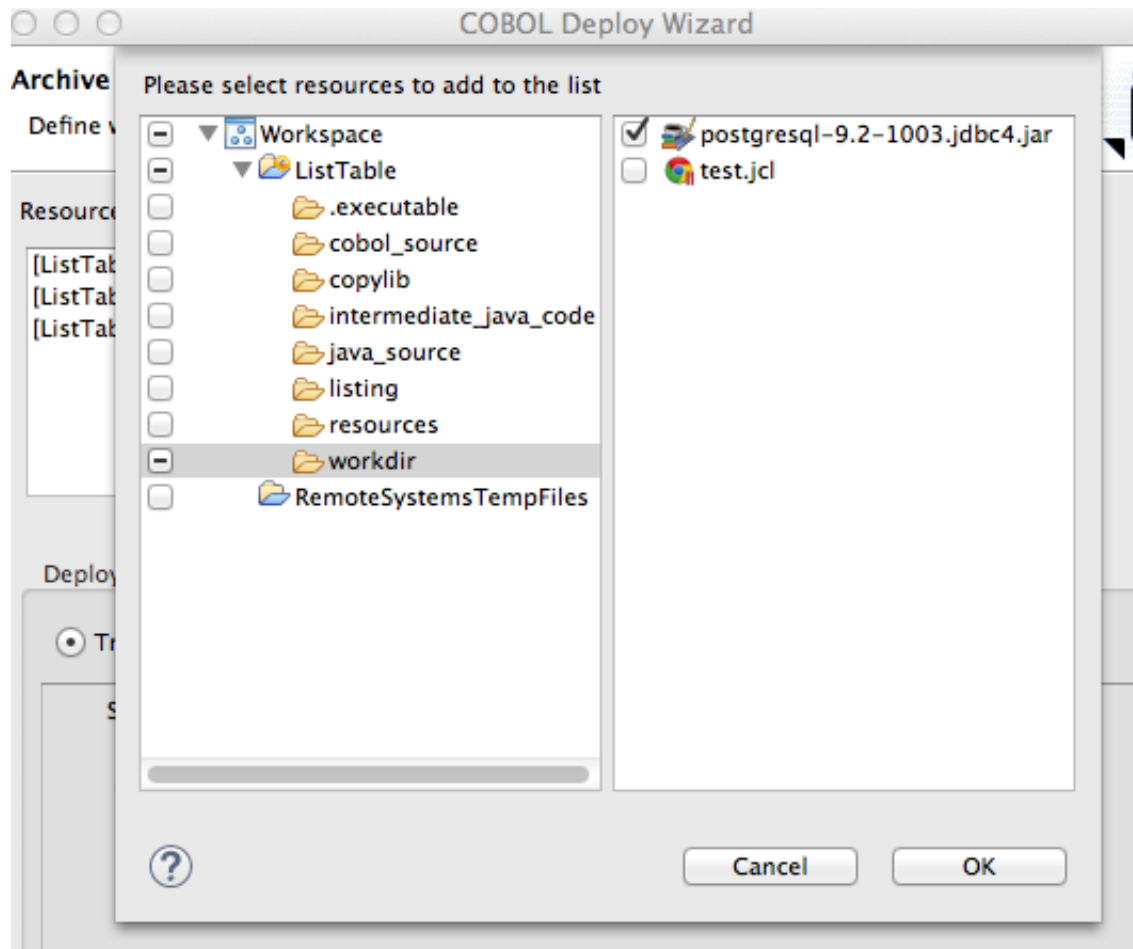 COBOL Deploy Wizard
Archive
Define
Please select resources to add to the list
Resource
[ListTab
[ListTab
[ListTab
Workspace
ListTable
.executable
cobol_source
copylib
intermediate_java_code
java_source
listing
resources
workdir
RemoteSystemsTempFiles
postgresql-9.2-1003.jdbc4.jar
test.jcl
Deploy
Tr
S
?
Cancel
OK